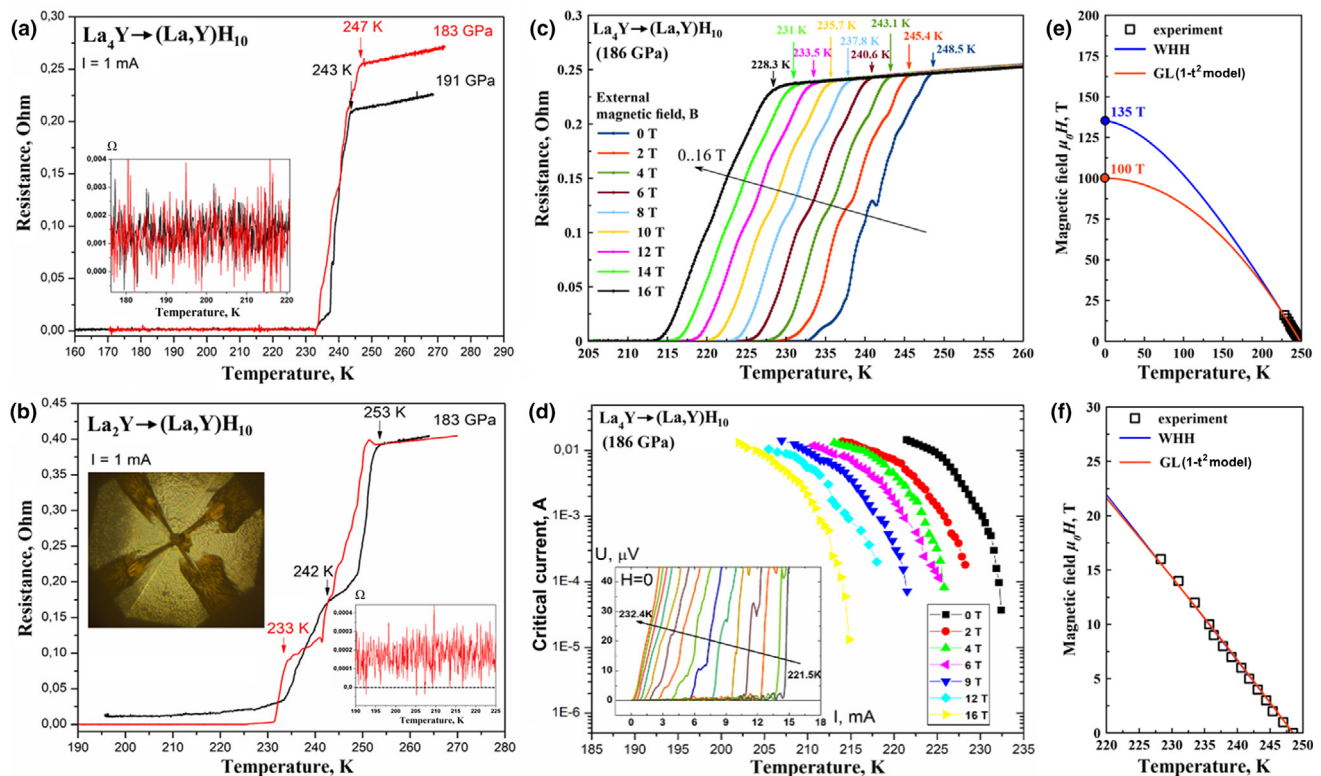 (a)
La₄Y→(La,Y)H₁₀
I = 1 mA
247 K
183 GPa
243 K
191 GPa
Resistance, Ohm
0,30
0,25
0,20
0,15
0,10
0,05
0,00
Ω
0,004
0,003
0,002
0,001
0,000
180 190 200 210 220
Temperature, K
160 170 180 190 200 210 220 230 240 250 260 270 280 290
Temperature, K
(c)
La₄Y→(La,Y)H₁₀
(186 GPa)
228.3 K
231 K
233.5 K
235.7 K
237.8 K
240.6 K
243.1 K
245.4 K
248.5 K
External
magnetic field, B
0 T
2 T
4 T
6 T
8 T
10 T
12 T
14 T
16 T
0..16 T
Resistance, Ohm
0.3
0.25
0.2
0.15
0.1
0.05
0
205 210 215 220 225 230 235 240 245 250 255 260
Temperature, K
(e)
experiment
WHH
GL (1-t² model)
135 T
100 T
Magnetic field μ₀H, T
200
175
150
125
100
75
50
25
0
0 50 100 150 200 250
Temperature, K
(b)
La₂Y→(La,Y)H₁₀
I = 1 mA
253 K
183 GPa
242 K
233 K
Resistance, Ohm
0,45
0,40
0,35
0,30
0,25
0,20
0,15
0,10
0,05
0,00
Ω
0,0004
0,0003
0,0002
0,0001
0,0
190 195 200 205 210 215 220 225
Temperature, K
190 200 210 220 230 240 250 260 270 280
Temperature, K
(d)
La₄Y→(La,Y)H₁₀
(186 GPa)
Critical current, A
0,01
1E-3
1E-4
1E-5
1E-6
U, μV
H=0
40
20
0
232.4K
221.5K
0 3 6 9 12 15 18
I, mA
0 T
2 T
4 T
6 T
9 T
12 T
16 T
185 190 195 200 205 210 215 220 225 230 235
Temperature, K
(f)
experiment
WHH
GL (1-t² model)
Magnetic field μ₀H, T
30
25
20
15
10
5
0
220 225 230 235 240 245 250
Temperature, K